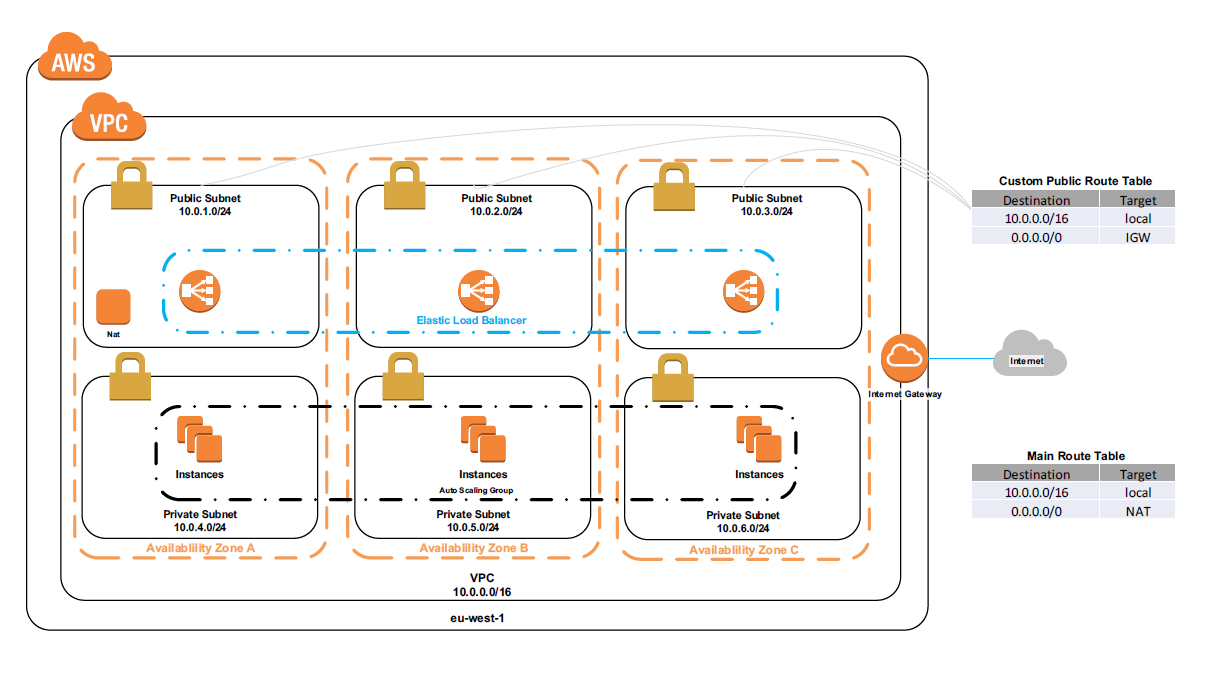 AWS
VPC
Public Subnet
10.0.1.0/24
Public Subnet
10.0.2.0/24
Public Subnet
10.0.3.0/24
Custom Public Route Table
Destination Target
10.0.0.0/16 local
0.0.0.0/0 IGW
Nat
Elastic Load Balancer
Internet Gateway
Internet
Instances
Instances
Auto Scaling Group
Instances
Private Subnet
10.0.4.0/24
Private Subnet
10.0.5.0/24
Private Subnet
10.0.6.0/24
Main Route Table
Destination Target
10.0.0.0/16 local
0.0.0.0/0 NAT
Availablility Zone A
Availablility Zone B
Availablility Zone C
VPC
10.0.0.0/16
eu-west-1